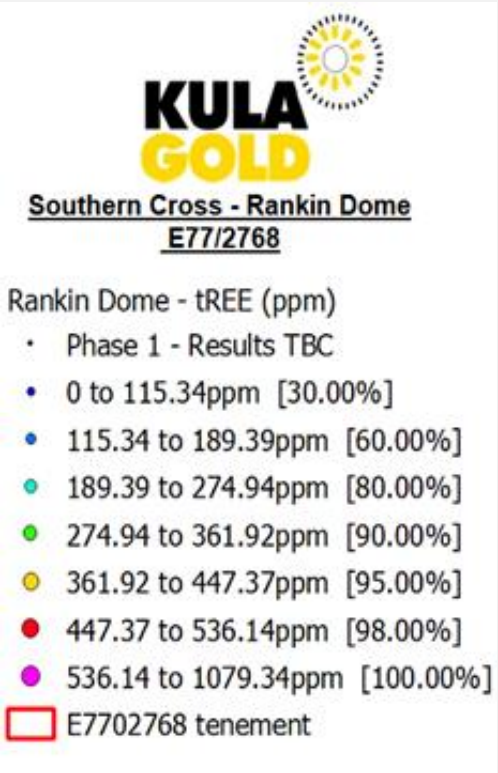 KULA
GOLD
Southern Cross - Rankin Dome
E77/2768
Rankin Dome - tREE (ppm)
Phase 1 - Results TBC
0 to 115.34ppm [30.00%]
115.34 to 189.39ppm [60.00%]
189.39 to 274.94ppm [80.00%]
274.94 to 361.92ppm [90.00%]
361.92 to 447.37ppm [95.00%]
447.37 to 536.14ppm [98.00%]
536.14 to 1079.34ppm [100.00%]
E7702768 tenement